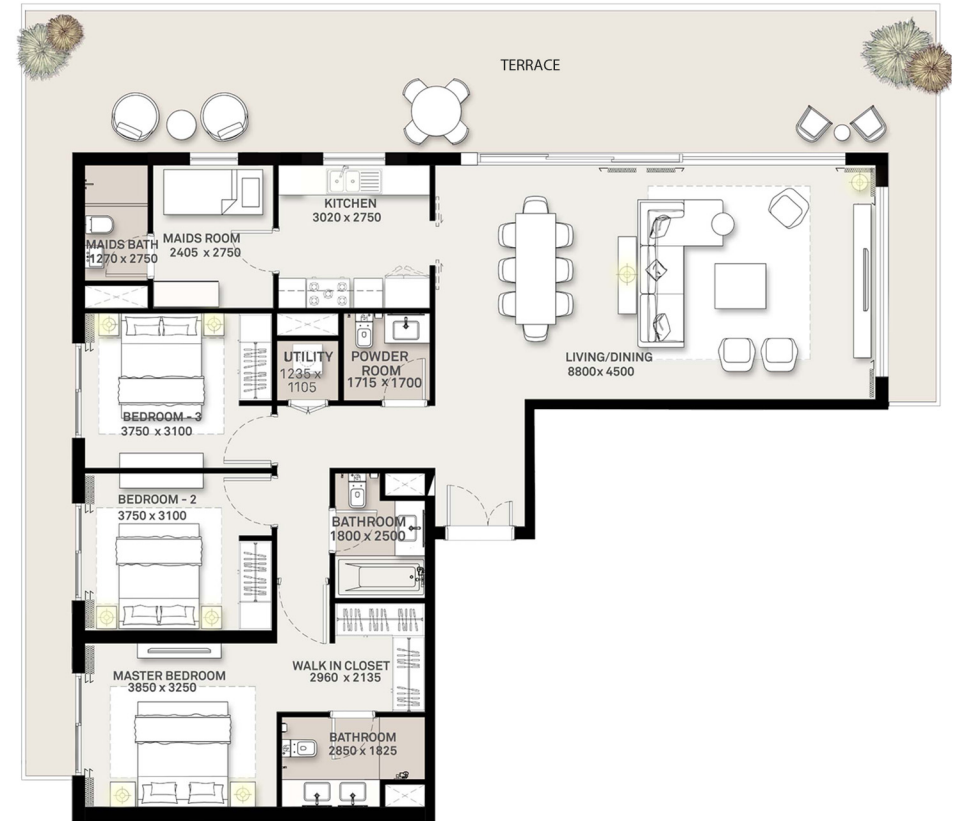 TERRACE
KITCHEN
3020 x 2750
MAIDS BATH
1270 x 2750
MAIDS ROOM
2405 x 2750
LIVING/DINING
8800x 4500
UTILITY
1235 x
1105
POWDER
ROOM
1715 x 1700
BEDROOM - 3
3750 x 3100
BEDROOM - 2
3750 x 3100
BATHROOM
1800 x 2500
WALK IN CLOSET
2960 x 2135
MASTER BEDROOM
3850 x 3250
BATHROOM
2850 x 1825